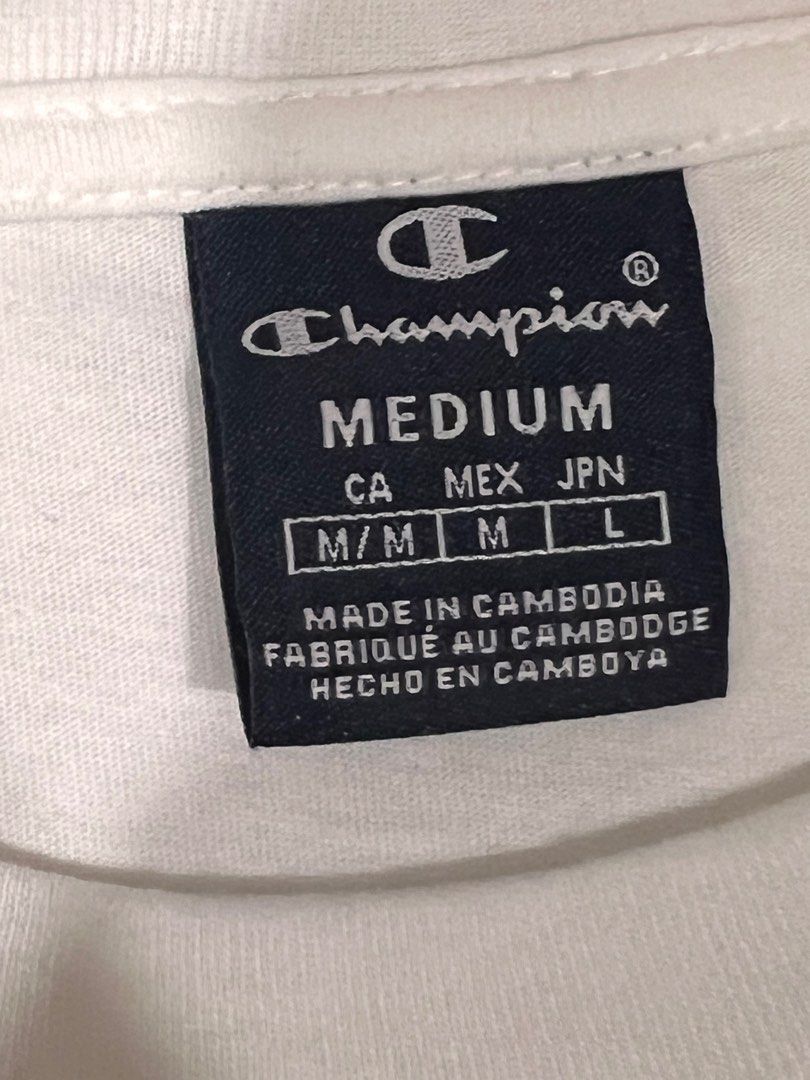 C
®
Champion
MEDIUM
CA MEX JPN
M/M M L
MADE IN CAMBODIA
FABRIQUÉ AU CAMBODGE
HECHO EN CAMBOYA